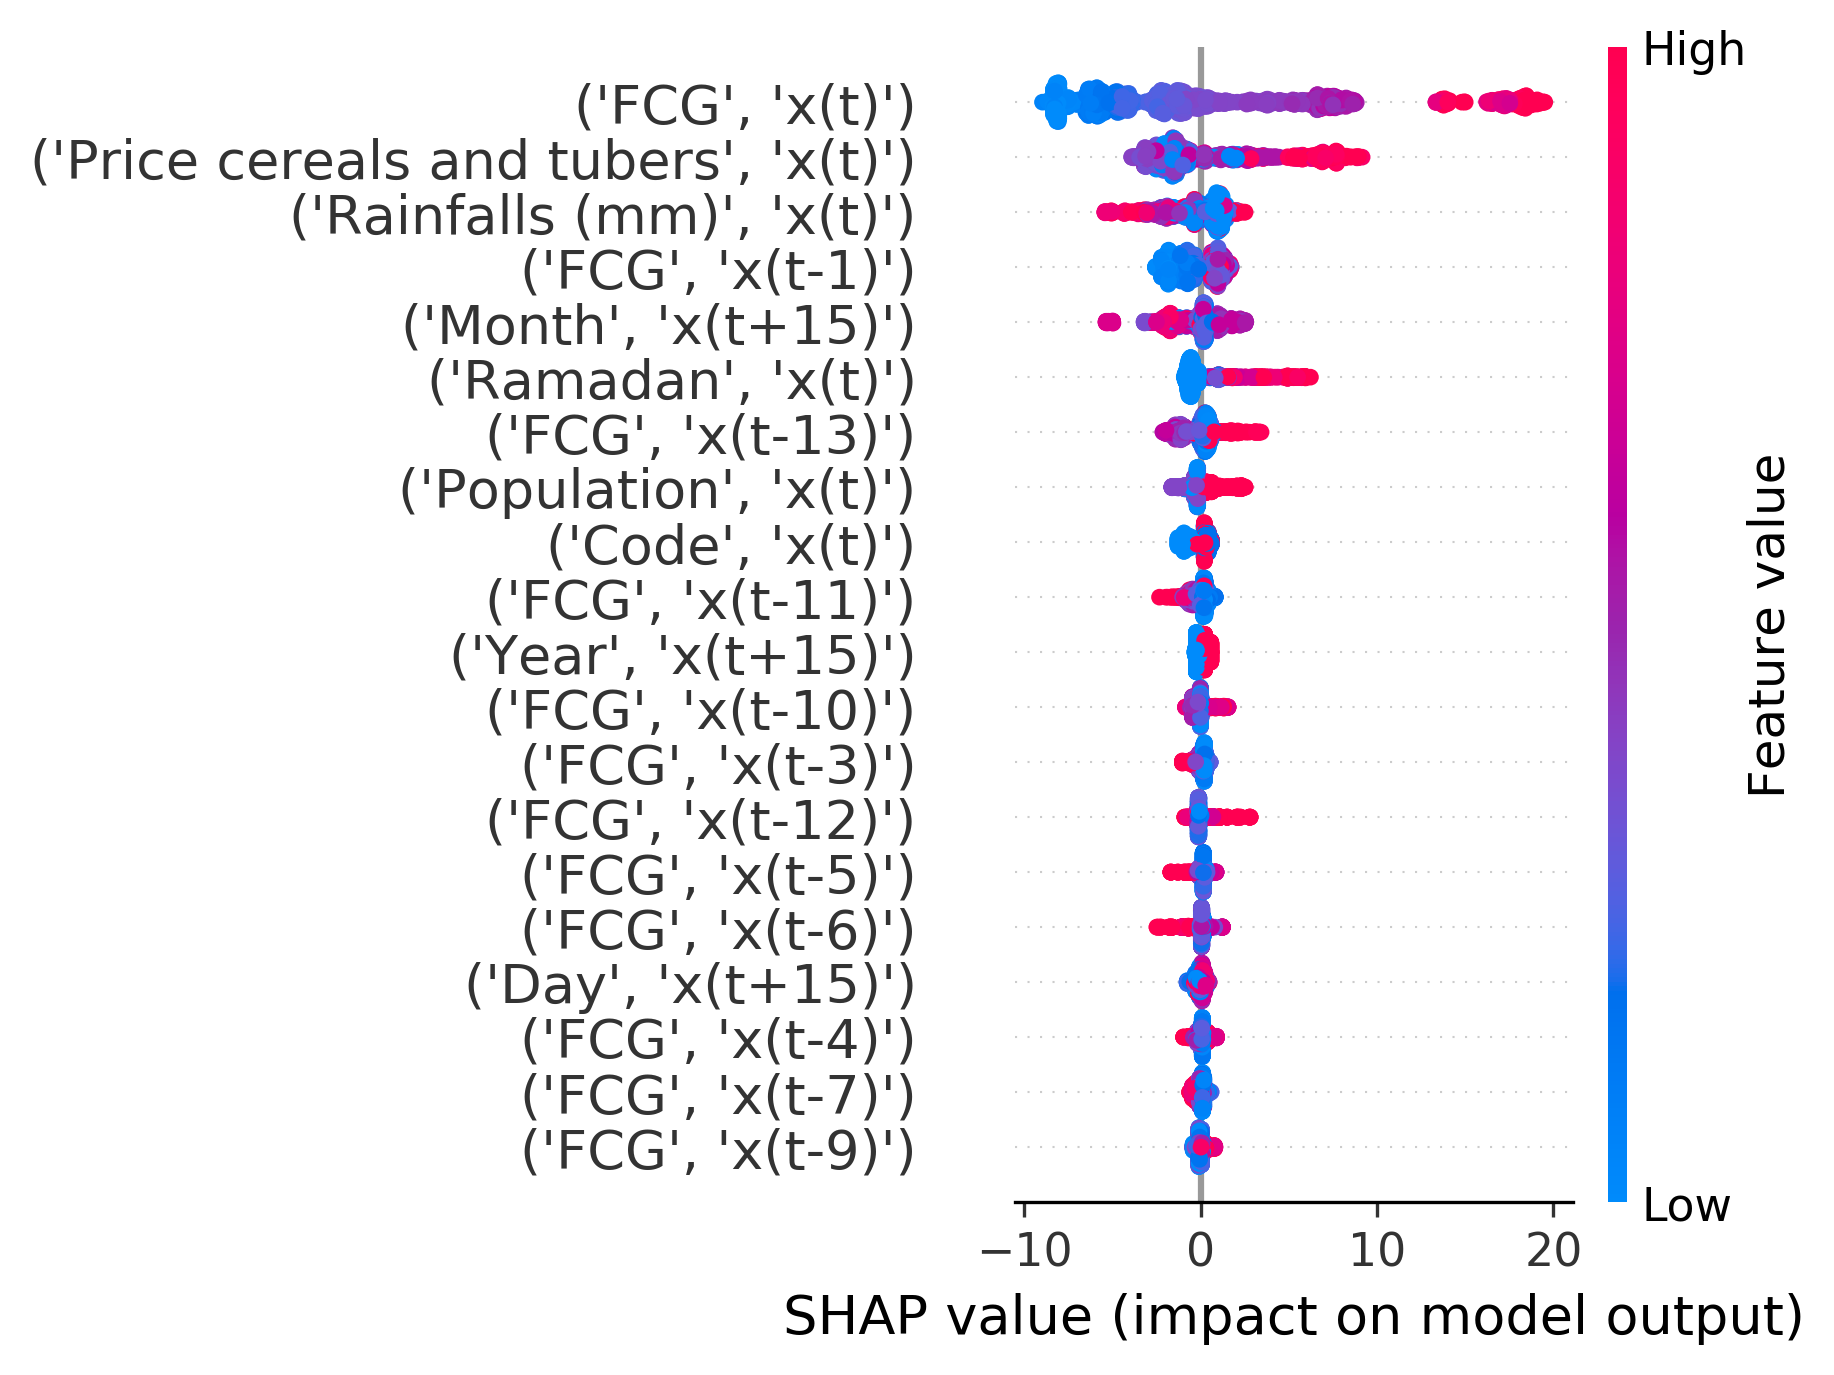 High
('FCG', 'x(t)')
('Price cereals and tubers', 'x(t)')
('Rainfalls (mm)', 'x(t)')
('FCG', 'x(t-1)')
('Month', 'x(t+15)')
('Ramadan', 'x(t)')
('FCG', 'x(t-13)')
('Population', 'x(t)')
('Code', 'x(t)')
('FCG', 'x(t-11)')
('Year', 'x(t+15)')
('FCG', 'x(t-10)')
('FCG', 'x(t-3)')
('FCG', 'x(t-12)')
('FCG', 'x(t-5)')
('FCG', 'x(t-6)')
('Day', 'x(t+15)')
('FCG', 'x(t-4)')
('FCG', 'x(t-7)')
('FCG', 'x(t-9)')
Feature value
Low
−10 0 10 20
SHAP value (impact on model output)